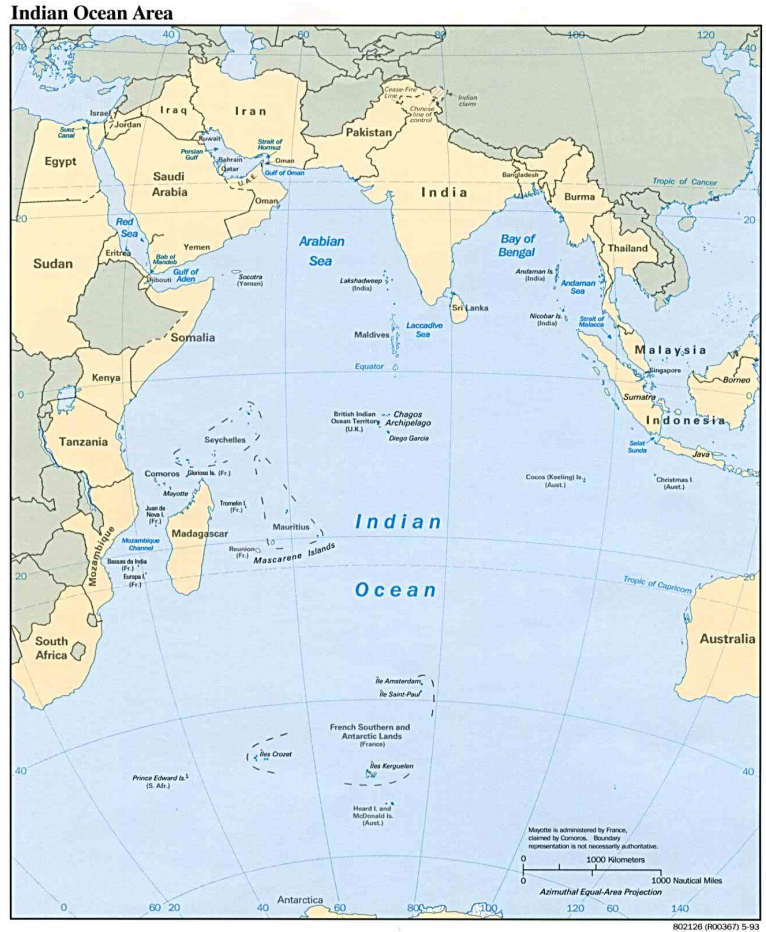 Indian Ocean Area
40
20
80
100
120
40
Cease-Fire
Line
Indian
claim
Chinese
line of
control
Israel
Jordan
Iraq
Iran
Pakistan
Suez
Canal
Kuwait
Persian
Gulf
Bahrain
Qatar
Strait of
Hormuz
Oman
Gulf of Oman
U.A.E.
Egypt
Saudi
Arabia
Oman
India
Bangladesh
Burma
Tropic of Cancer
20
20
Red
Sea
Yemen
Arabian
Sea
Bay of
Bengal
Thailand
Sudan
Eritrea
Bab el
Mandeb
Djibouti
Gulf of
Aden
Socotra
(Yemen)
Lakshadweep
(India)
Andaman Is.
(India)
Andaman
Sea
Sri Lanka
Nicobar Is.
(India)
Strait of
Malacca
Somalia
Maldives
Laccadive
Sea
Malaysia
Singapore
Equator
Kenya
Borneo
0
0
Sumatra
British Indian
Ocean Territory
(U.K.)
Chagos
Archipelago
Diego Garcia
Indonesia
Tanzania
Seychelles
Selat
Sunda
Java
Comoros
Glorioso Is. (Fr.)
Cocos (Keeling) Is.
(Aust.)
Christmas I.
(Aust.)
Mayotte
Juan de
Nova I.
(Fr.)
Tromelin I.
(Fr.)
Madagascar
Mauritius
Indian
Mozambique
Mozambique
Channel
Reunion
(Fr.)
Mascarene Islands
Bassas da India
(Fr.)
Europa I.
(Fr.)
20
20
Tropic of Capricorn
Ocean
South
Africa
Australia
Île Amsterdam
Île Saint-Paul
French Southern and
Antarctic Lands
(France)
Îles Crozet
Îles Kerguelen
40
40
Prince Edward Is.
(S. Afr.)
Heard I. and
McDonald Is.
(Aust.)
Mayotte is administered by France,
claimed by Comoros. Boundary
representation is not necessarily authoritative.
0
1000 Kilometers
0
1000 Nautical Miles
Azimuthal Equal-Area Projection
Antarctica
0
60
20
40
60
80
100
120
60
140
802126 (R00367) 5-93